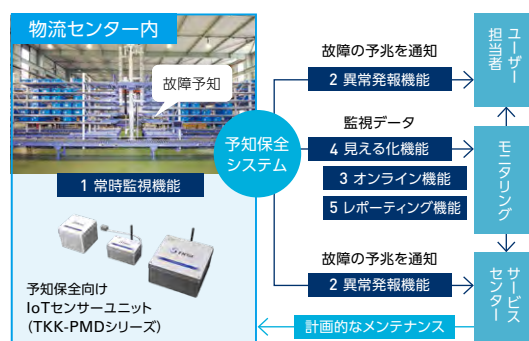 物流センター内
故障予知
1 常時監視機能
予知保全向け
IoTセンサーユニット
（TKK-PMDシリーズ）
予知保全
システム
故障の予兆を通知
2 異常発報機能
監視データ
4 見える化機能
3 オンライン機能
5 レポーティング機能
故障の予兆を通知
2 異常発報機能
計画的なメンテナンス
ユーザー
担当者
モニタリング
サービス
センター